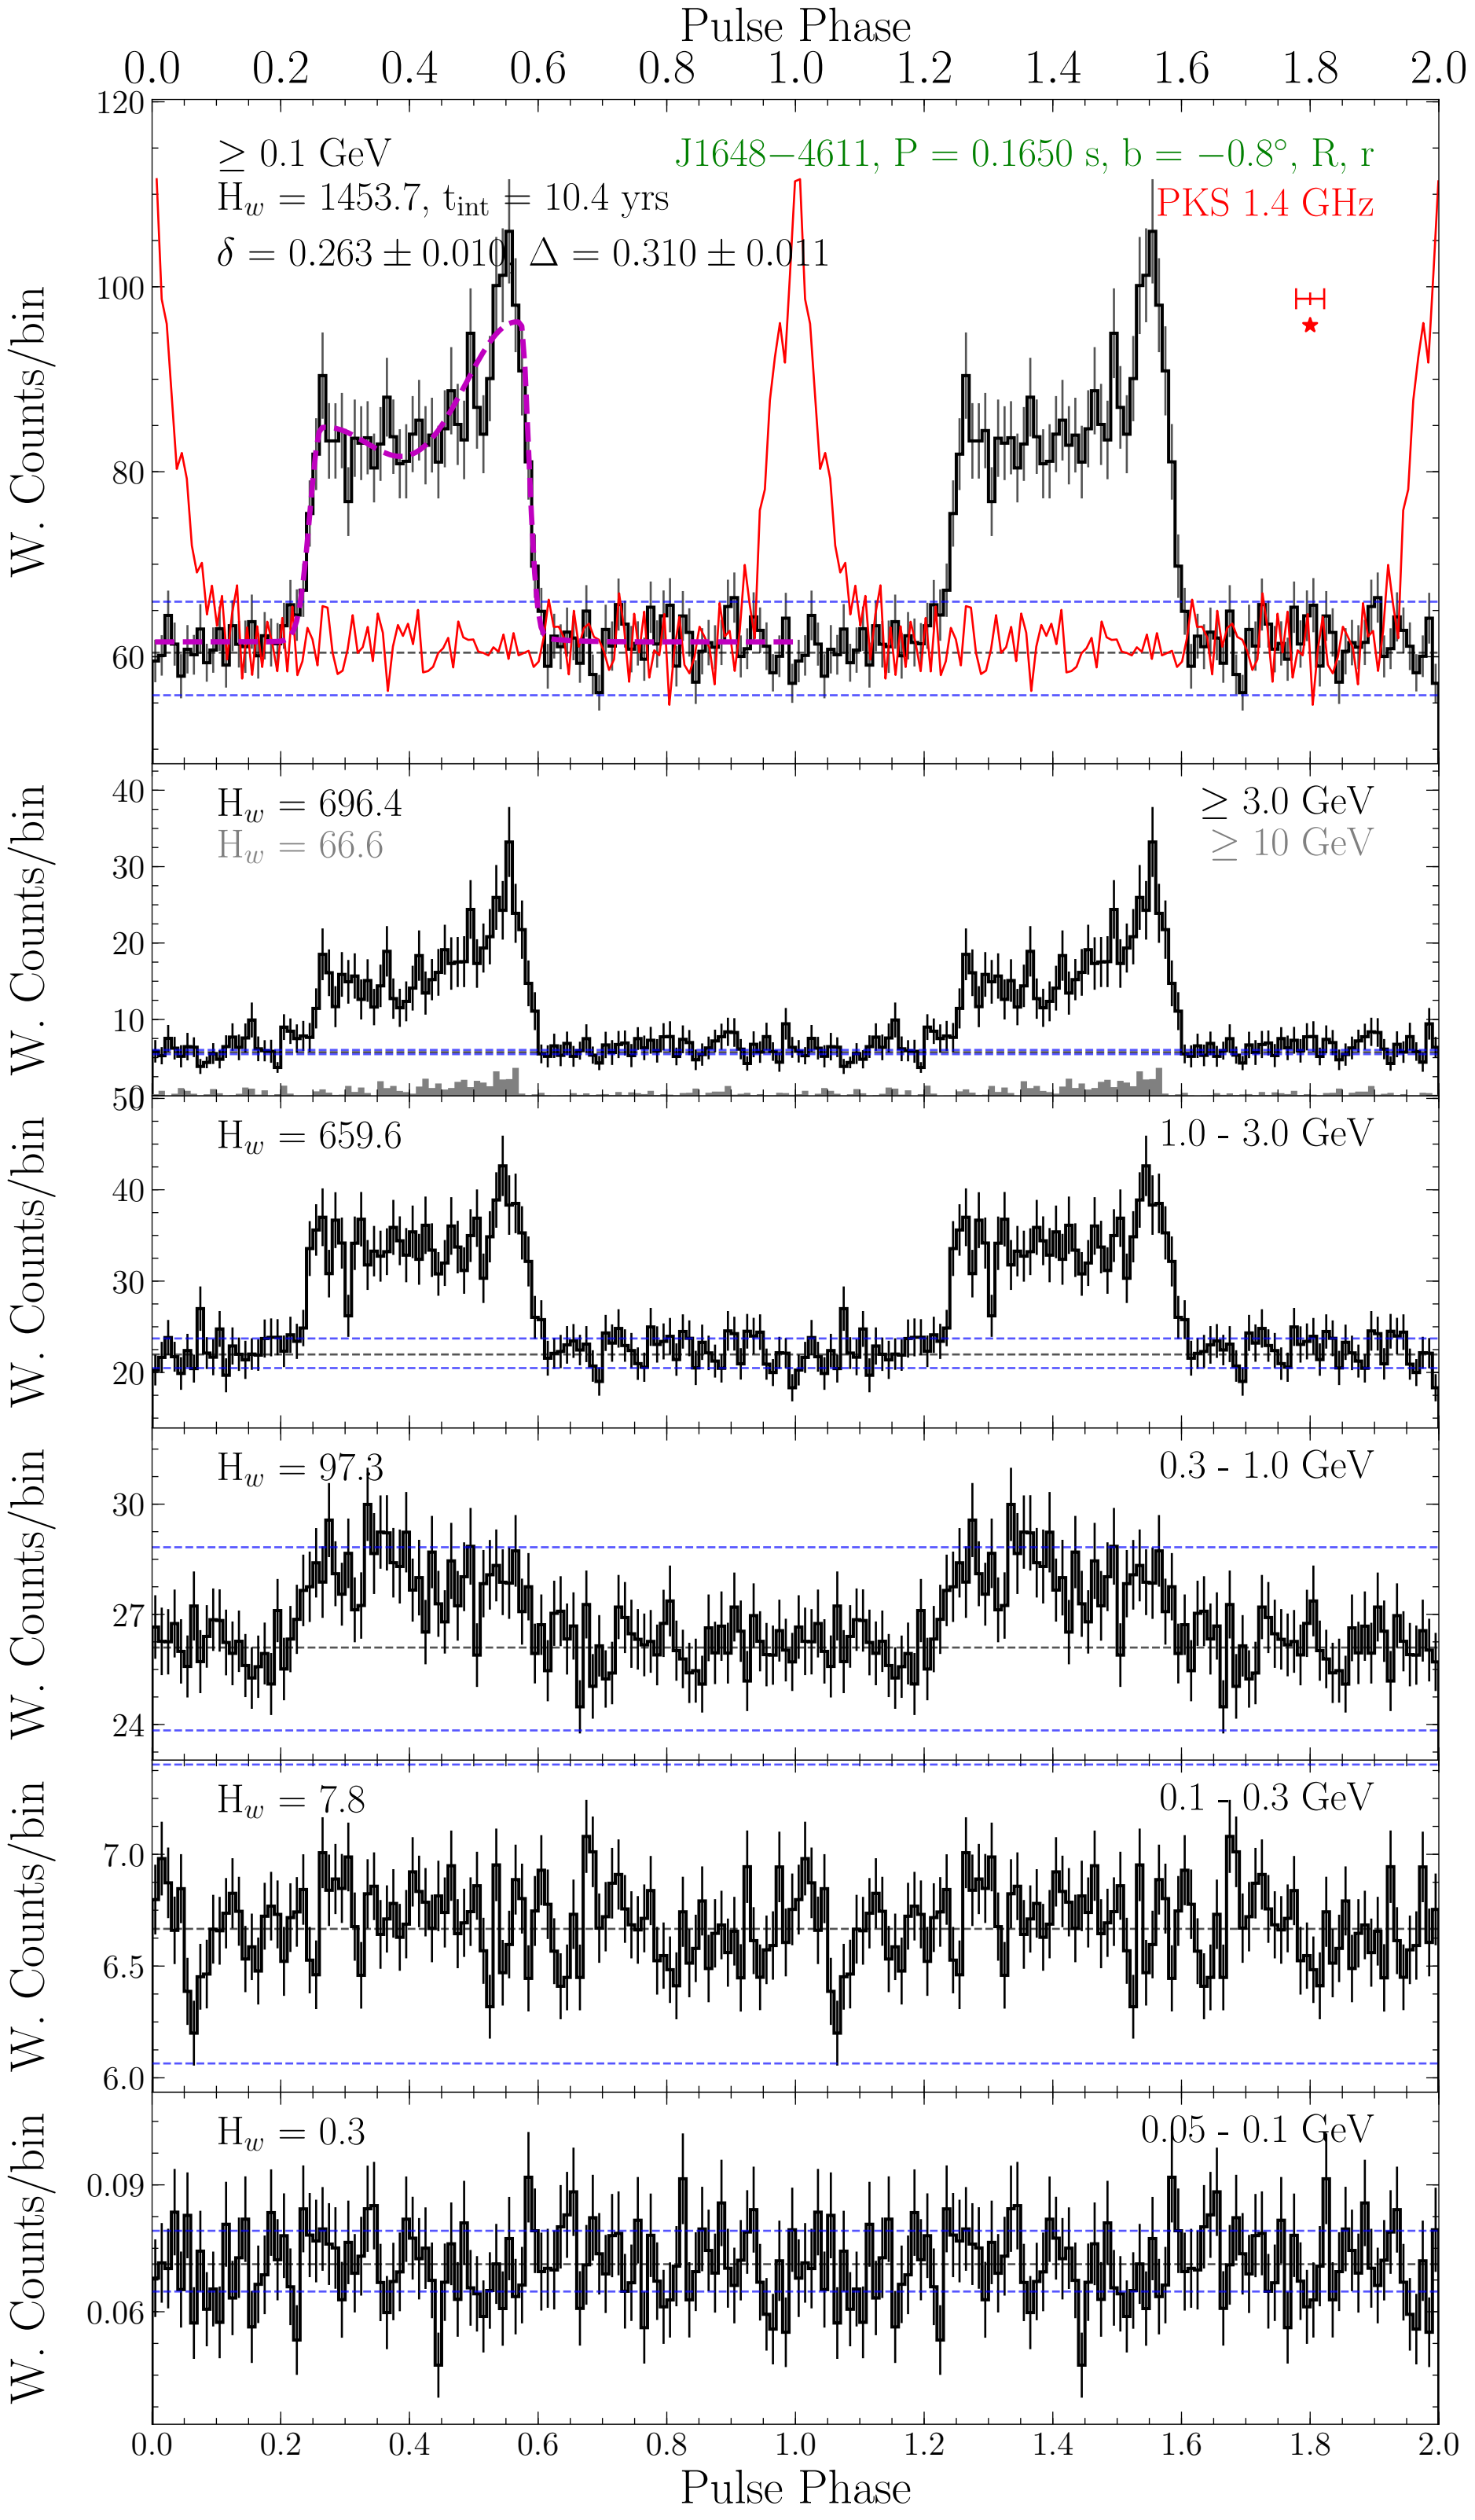 Pulse Phase
0.0 0.2 0.4 0.6 0.8 1.0 1.2 1.4 1.6 1.8 2.0
W. Counts/bin
120
100
80
60
≥ 0.1 GeV
H_w = 1453.7, t_int = 10.4 yrs
δ = 0.263 ± 0.010, Δ = 0.310 ± 0.011
J1648−4611, P = 0.1650 s, b = −0.8°, R, r
PKS 1.4 GHz
W. Counts/bin
40
30
20
10
H_w = 696.4
H_w = 66.6
≥ 3.0 GeV
≥ 10 GeV
W. Counts/bin
50
40
30
20
H_w = 659.6
1.0 - 3.0 GeV
W. Counts/bin
30
27
24
H_w = 97.3
0.3 - 1.0 GeV
W. Counts/bin
7.0
6.5
6.0
H_w = 7.8
0.1 - 0.3 GeV
W. Counts/bin
0.09
0.06
H_w = 0.3
0.05 - 0.1 GeV
0.0 0.2 0.4 0.6 0.8 1.0 1.2 1.4 1.6 1.8 2.0
Pulse Phase